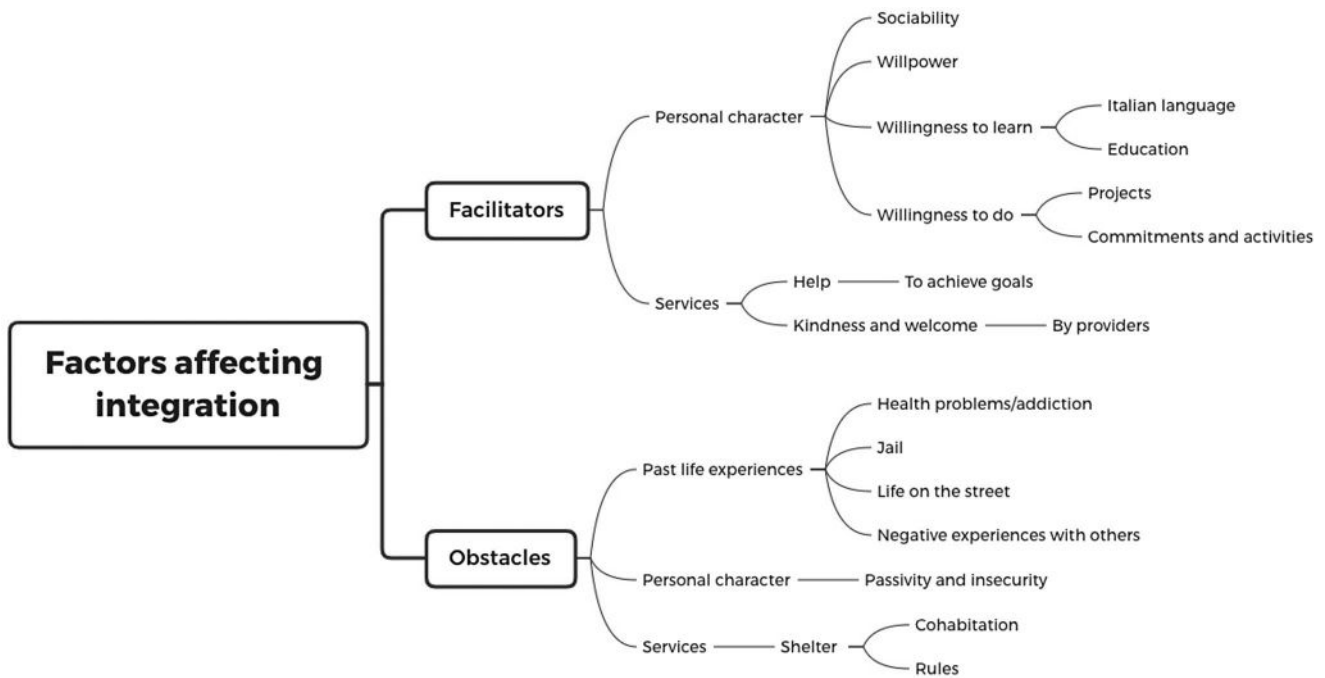 Factors affecting
integration
Facilitators
Personal character
Sociability
Willpower
Willingness to learn
Italian language
Education
Willingness to do
Projects
Commitments and activities
Services
Help
To achieve goals
Kindness and welcome
By providers
Obstacles
Past life experiences
Health problems/addiction
Jail
Life on the street
Negative experiences with others
Personal character
Passivity and insecurity
Services
Shelter
Cohabitation
Rules